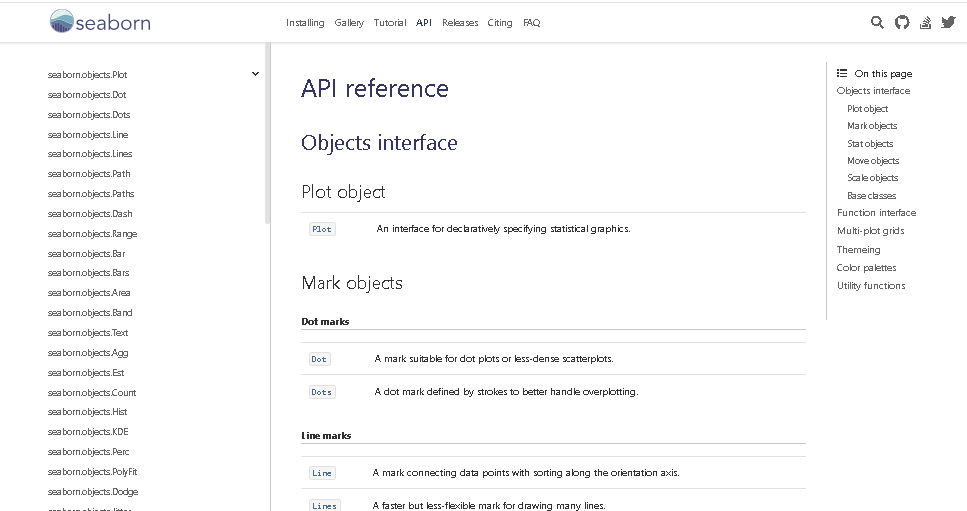 seaborn
Installing Gallery Tutorial API Releases Citing FAQ
seaborn.objects.Plot
seaborn.objects.Dot
seaborn.objects.Dots
seaborn.objects.Line
seaborn.objects.Lines
seaborn.objects.Path
seaborn.objects.Paths
seaborn.objects.Dash
seaborn.objects.Range
seaborn.objects.Bar
seaborn.objects.Bars
seaborn.objects.Area
seaborn.objects.Band
seaborn.objects.Text
seaborn.objects.Agg
seaborn.objects.Est
seaborn.objects.Count
seaborn.objects.Hist
seaborn.objects.KDE
seaborn.objects.Perc
seaborn.objects.PolyFit
seaborn.objects.Dodge
API reference
Objects interface
Plot object
Plot An interface for declaratively specifying statistical graphics.
Mark objects
Dot marks
Dot A mark suitable for dot plots or less-dense scatterplots.
Dots A dot mark defined by strokes to better handle overplotting.
Line marks
Line A mark connecting data points with sorting along the orientation axis.
Lines A faster but less-flexible mark for drawing many lines.
On this page
Objects interface
Plot object
Mark objects
Stat objects
Move objects
Scale objects
Base classes
Function interface
Multi-plot grids
Themeing
Color palettes
Utility functions